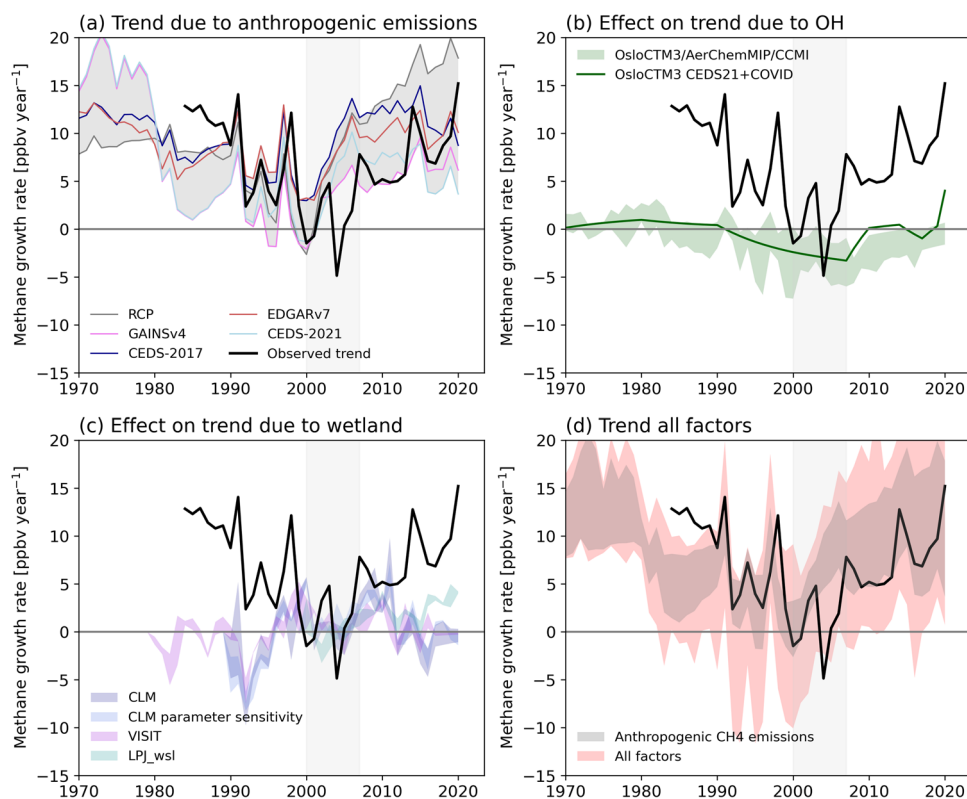 (a) Trend due to anthropogenic emissions
Methane growth rate [ppbv year⁻¹]
20
15
10
5
0
−5
−10
−15
RCP
GAINSv4
CEDS-2017
EDGARv7
CEDS-2021
Observed trend
1970 1980 1990 2000 2010 2020
(b) Effect on trend due to OH
Methane growth rate [ppbv year⁻¹]
20
15
10
5
0
−5
−10
−15
OsloCTM3/AerChemMIP/CCMI
OsloCTM3 CEDS21+COVID
1970 1980 1990 2000 2010 2020
(c) Effect on trend due to wetland
Methane growth rate [ppbv year⁻¹]
20
15
10
5
0
−5
−10
−15
CLM
CLM parameter sensitivity
VISIT
LPJ_wsl
1970 1980 1990 2000 2010 2020
(d) Trend all factors
Methane growth rate [ppbv year⁻¹]
20
15
10
5
0
−5
−10
−15
Anthropogenic CH4 emissions
All factors
1970 1980 1990 2000 2010 2020